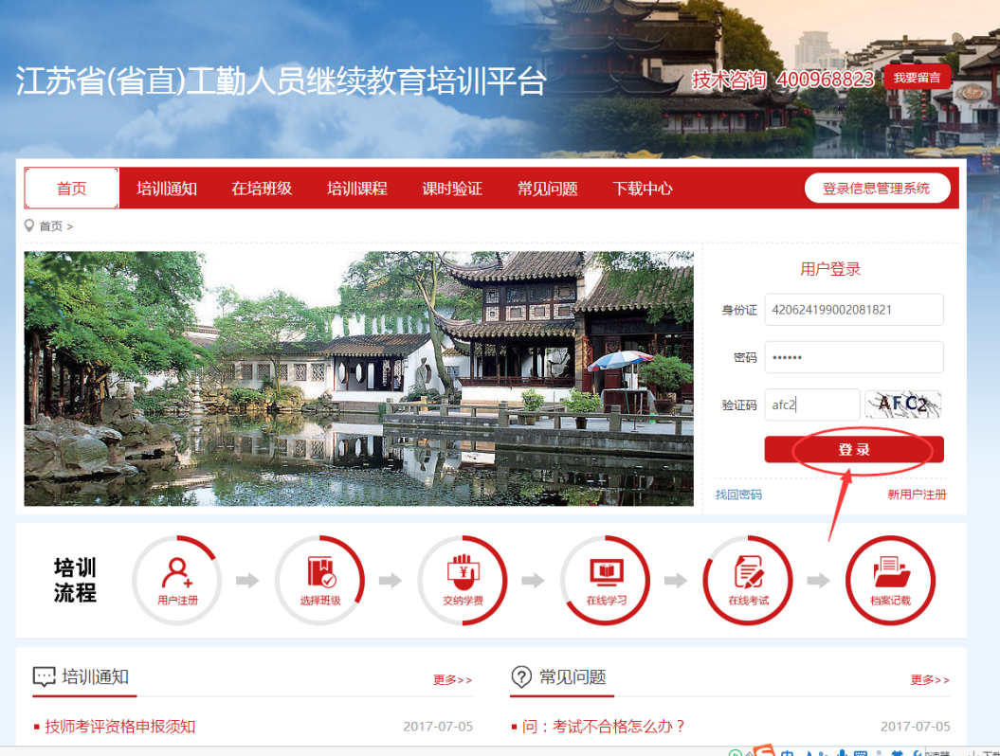 江苏省(省直)工勤人员继续教育培训平台
技术咨询 400968823 我要留言
首页 培训通知 在培班级 培训课程 课时验证 常见问题 下载中心 登录信息管理系统
首页 >
用户登录
身份证 420624199002081821
密码 ••••••
验证码 afc2 AFC2
登 录
找回密码 新用户注册
培训
流程
用户注册 选择班级 交纳学费 在线学习 在线考试 档案记载
培训通知 更多>>
常见问题 更多>>
技师考评资格申报须知 2017-07-05
问：考试不合格怎么办？ 2017-07-05